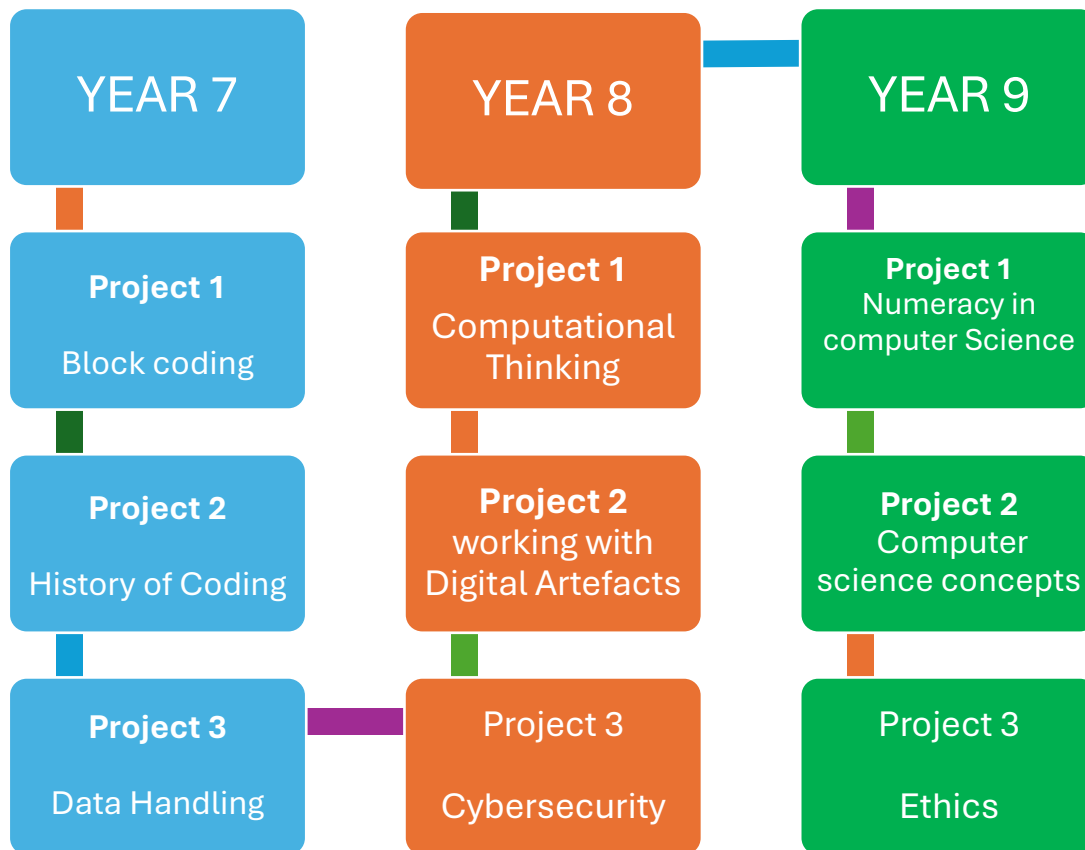 YEAR 7
Project 1
Block coding
Project 2
History of Coding
Project 3
Data Handling
YEAR 8
Project 1
Computational
Thinking
Project 2
working with
Digital Artefacts
Project 3
Cybersecurity
YEAR 9
Project 1
Numeracy in
computer Science
Project 2
Computer
science concepts
Project 3
Ethics